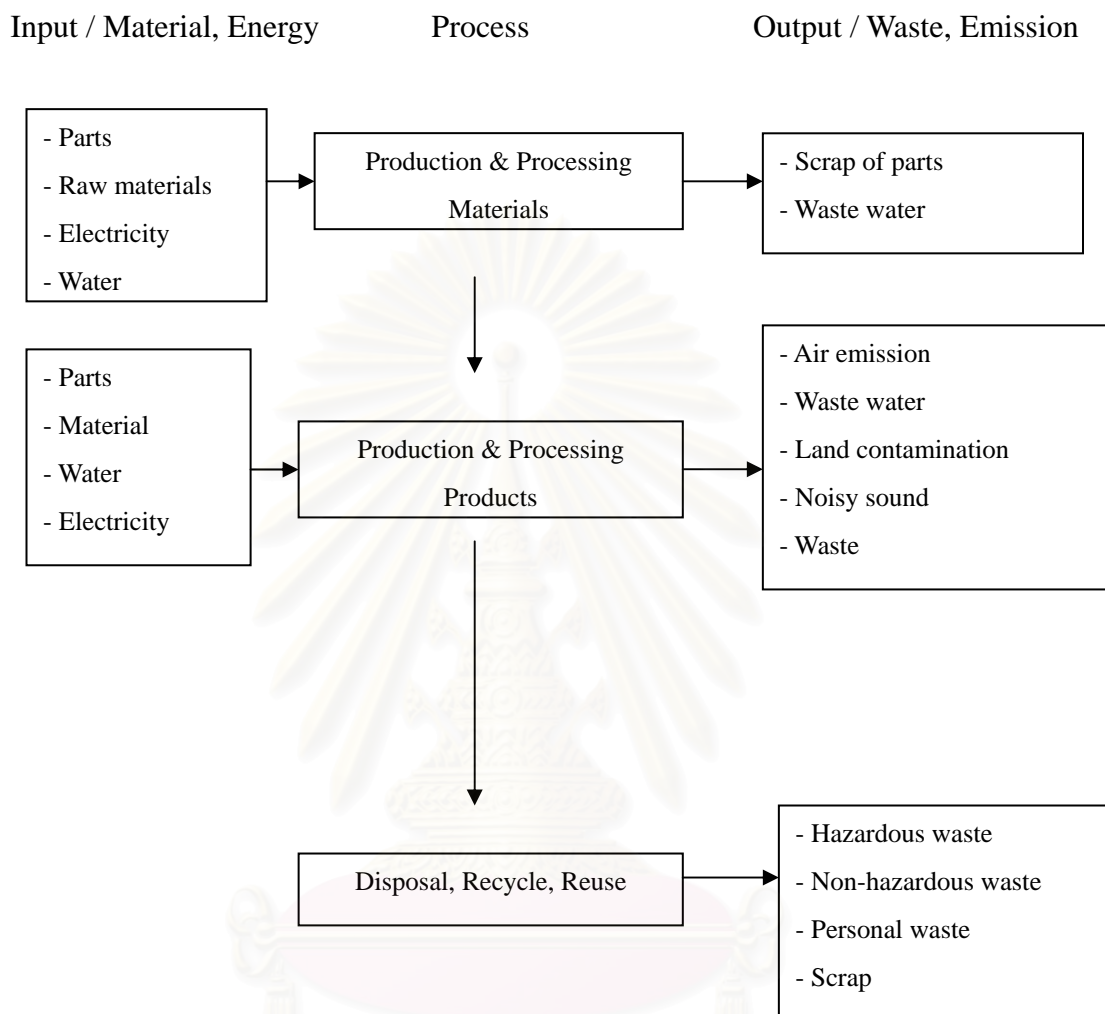 Input / Material, Energy
Process
Output / Waste, Emission
- Parts
- Raw materials
- Electricity
- Water
Production & Processing
Materials
- Scrap of parts
- Waste water
- Parts
- Material
- Water
- Electricity
Production & Processing
Products
- Air emission
- Waste water
- Land contamination
- Noisy sound
- Waste
Disposal, Recycle, Reuse
- Hazardous waste
- Non-hazardous waste
- Personal waste
- Scrap